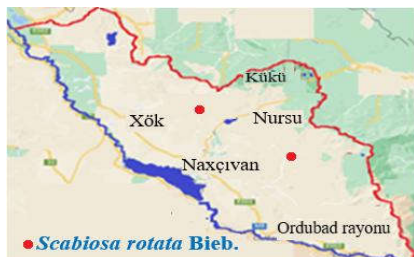 Kükü
Xök
Nursu
Naxçıvan
Ordubad rayonu
Scabiosa rotata Bieb.